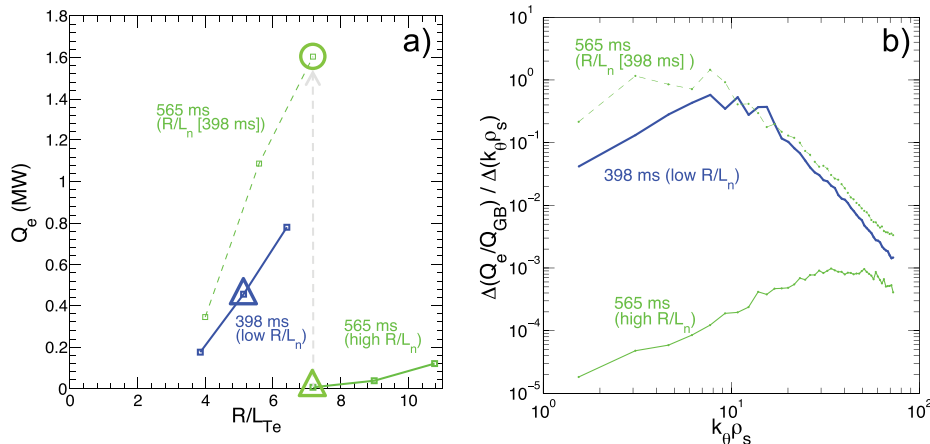 a)
1.8
1.6
1.4
1.2
1
0.8
0.6
0.4
0.2
0
Q_e (MW)
565 ms
(R/L_n [398 ms])
398 ms
(low R/L_n)
565 ms
(high R/L_n)
0 2 4 6 8 10
R/L_Te
b)
10^1
10^0
10^-1
10^-2
10^-3
10^-4
10^-5
Δ(Q_e/Q_GB) / Δ(k_θρ_s)
565 ms
(R/L_n [398 ms] )
398 ms (low R/L_n)
565 ms
(high R/L_n)
10^0 10^1 10^2
k_θρ_s